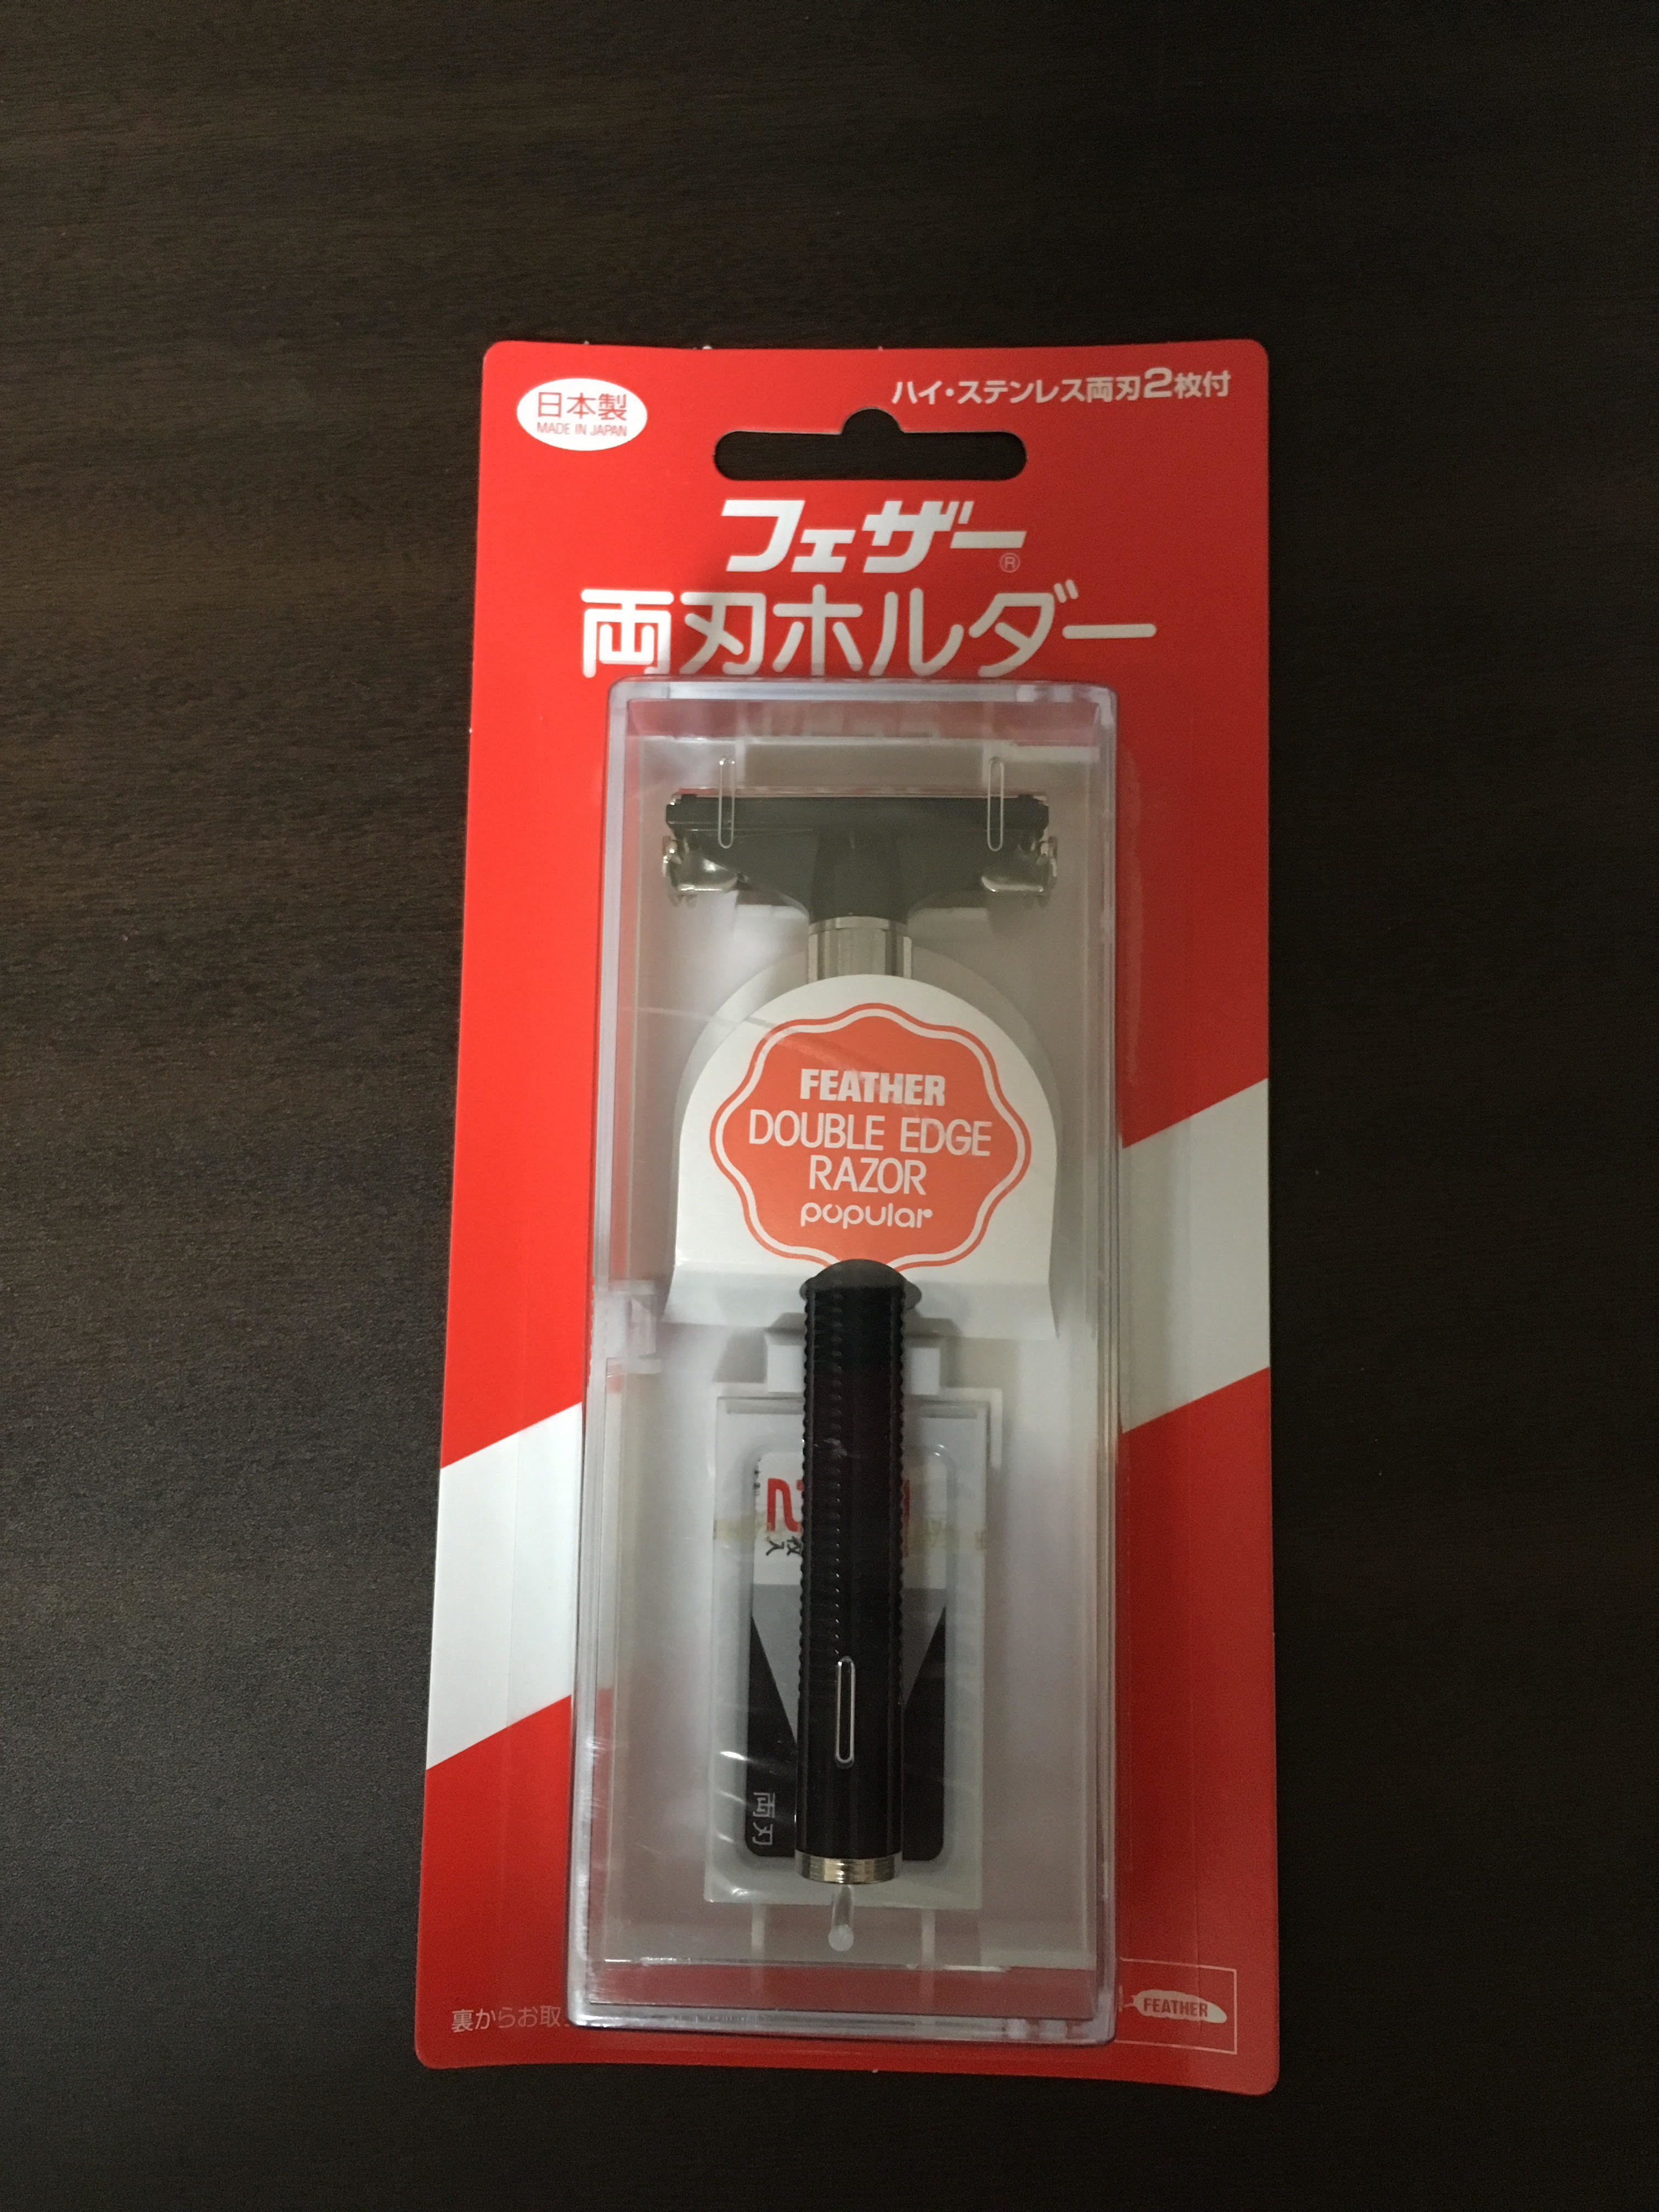 日本製
MADE IN JAPAN
ハイ・ステンレス両刃2枚付
フェザー®
両刃ホルダー
FEATHER
DOUBLE EDGE
RAZOR
popular
枚入
両刃
裏からお取
FEATHER